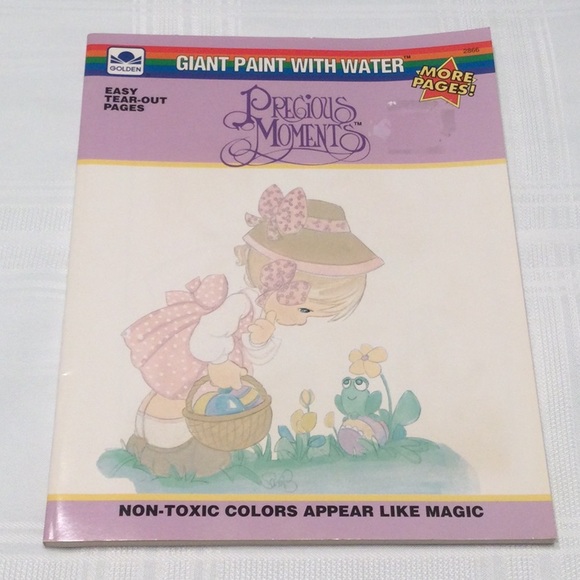 2986
GOLDEN
GIANT PAINT WITH WATER™
MORE
PAGES!
EASY
TEAR-OUT
PAGES
PRECIOUS
MOMENTS™
NON-TOXIC COLORS APPEAR LIKE MAGIC